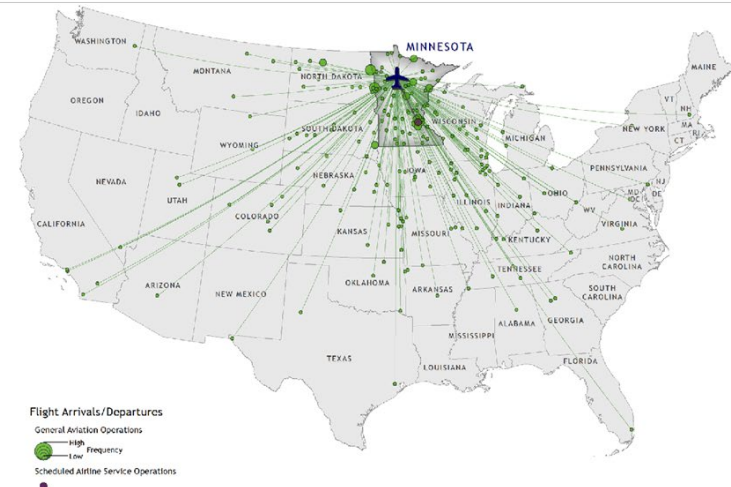 MINNESOTA
WASHINGTON
MONTANA
NORTH DAKOTA
MAINE
VT
NH
OREGON
IDAHO
SOUTH DAKOTA
WISCONSIN
MICHIGAN
NEW YORK
MA
RI
CT
WYOMING
NEBRASKA
IOWA
PENNSYLVANIA
NJ
NEVADA
UTAH
COLORADO
ILLINOIS
INDIANA
OHIO
MD
DE
DC
WV
VIRGINIA
CALIFORNIA
KANSAS
MISSOURI
KENTUCKY
ARIZONA
NEW MEXICO
OKLAHOMA
ARKANSAS
TENNESSEE
NORTH
CAROLINA
SOUTH
CAROLINA
MISSISSIPPI
ALABAMA
GEORGIA
TEXAS
LOUISIANA
FLORIDA
Flight Arrivals/Departures
General Aviation Operations
High
Frequency
Low
Scheduled Airline Service Operations